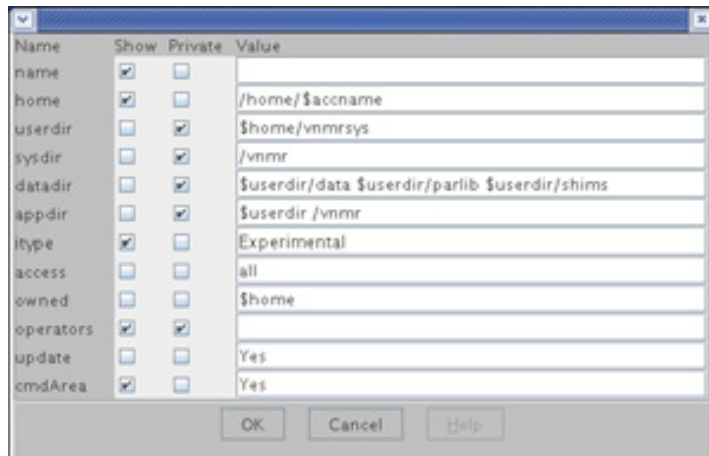 Name Show Private Value
name
home /home/$accname
userdir $home/vnmrsys
sysdir /vnmr
datadir $userdir/data $userdir/parlib $userdir/shims
appdir $userdir /vnmr
itype Experimental
access all
owned $home
operators
update Yes
cmdArea Yes
OK Cancel Help